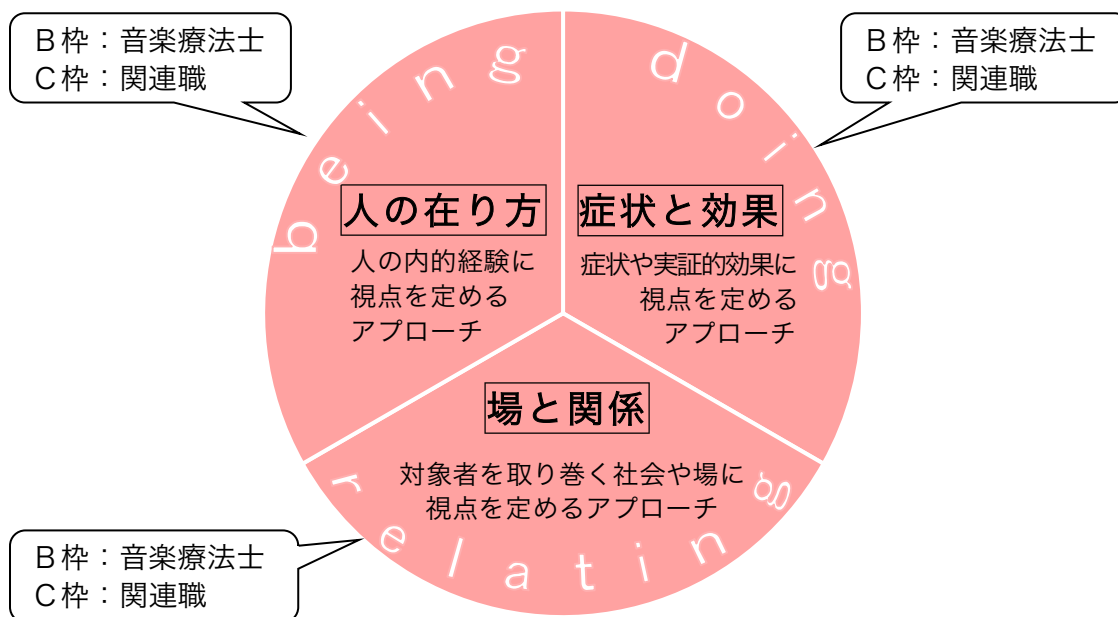 B枠：音楽療法士
C枠：関連職
B枠：音楽療法士
C枠：関連職
being
doing
人の在り方
人の内的経験に
視点を定める
アプローチ
症状と効果
症状や実証的効果に
視点を定める
アプローチ
場と関係
対象者を取り巻く社会や場に
視点を定めるアプローチ
relating
B枠：音楽療法士
C枠：関連職